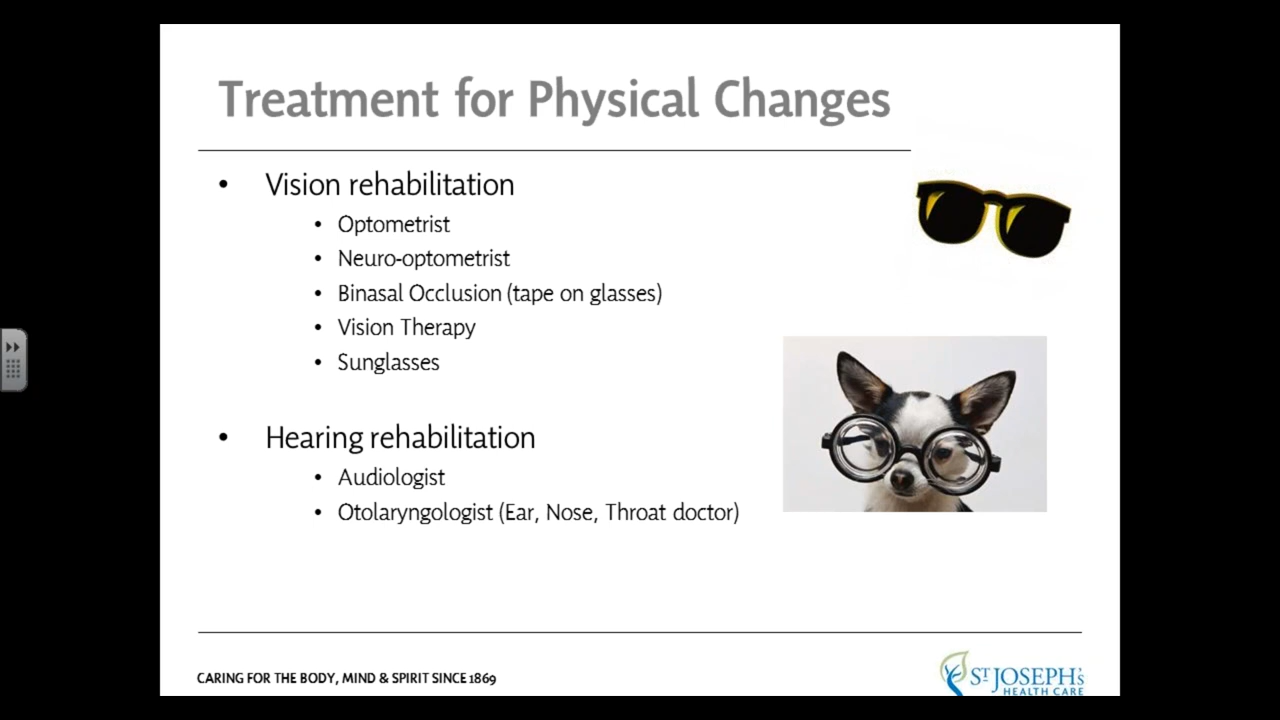 Treatment for Physical Changes
• Vision rehabilitation
• Optometrist
• Neuro-optometrist
• Binasal Occlusion (tape on glasses)
• Vision Therapy
• Sunglasses
• Hearing rehabilitation
• Audiologist
• Otolaryngologist (Ear, Nose, Throat doctor)
CARING FOR THE BODY, MIND & SPIRIT SINCE 1869
ST JOSEPH'S
HEALTH CARE